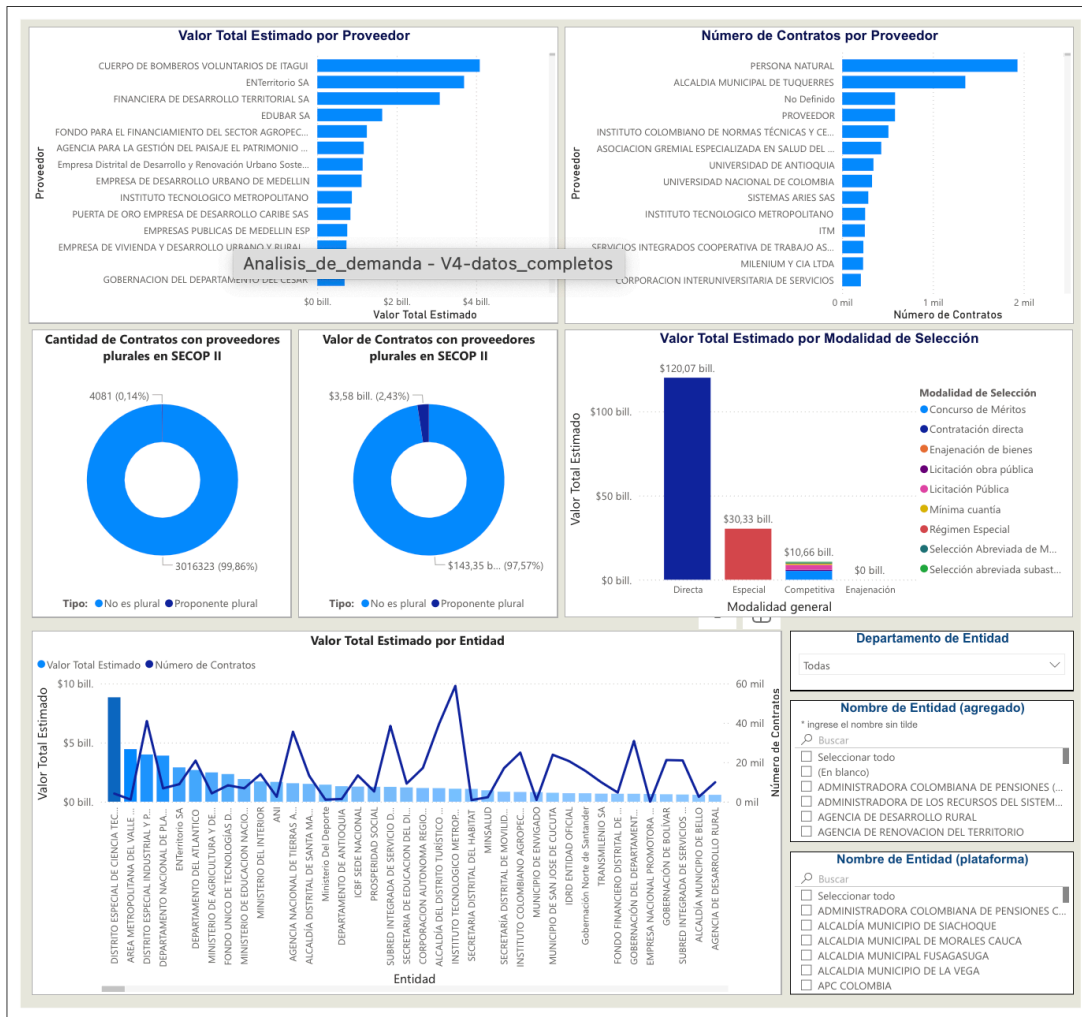 Valor Total Estimado por Proveedor
CUERPO DE BOMBEROS VOLUNTARIOS DE ITAGUI
ENTerritorio SA
FINANCIERA DE DESARROLLO TERRITORIAL SA
EDUBAR SA
FONDO PARA EL FINANCIAMIENTO DEL SECTOR AGROPEC...
AGENCIA PARA LA GESTIÓN DEL PAISAJE EL PATRIMONIO ...
Empresa Distrital de Desarrollo y Renovación Urbano Soste...
EMPRESA DE DESARROLLO URBANO DE MEDELLIN
INSTITUTO TECNOLOGICO METROPOLITANO
PUERTA DE ORO EMPRESA DE DESARROLLO CARIBE SAS
EMPRESAS PUBLICAS DE MEDELLIN ESP
EMPRESA DE VIVIENDA Y DESARROLLO URBANO Y RURAL...
GOBERNACION DEL DEPARTAMENTO DEL CESAR
Proveedor
$0 bill. $2 bill. $4 bill.
Valor Total Estimado
Número de Contratos por Proveedor
PERSONA NATURAL
ALCALDIA MUNICIPAL DE TUQUERRES
No Definido
PROVEEDOR
INSTITUTO COLOMBIANO DE NORMAS TÉCNICAS Y CE...
ASOCIACION GREMIAL ESPECIALIZADA EN SALUD DEL ...
UNIVERSIDAD DE ANTIOQUIA
UNIVERSIDAD NACIONAL DE COLOMBIA
SISTEMAS ARIES SAS
INSTITUTO TECNOLOGICO METROPOLITANO
ITM
SERVICIOS INTEGRADOS COOPERATIVA DE TRABAJO AS...
MILENIUM Y CIA LTDA
CORPORACION INTERUNIVERSITARIA DE SERVICIOS
Proveedor
0 mil 1 mil 2 mil
Número de Contratos
Analisis_de_demanda - V4-datos_completos
Cantidad de Contratos con proveedores
plurales en SECOP II
4081 (0,14%)
3016323 (99,86%)
Tipo: No es plural Proponente plural
Valor de Contratos con proveedores
plurales en SECOP II
$3,58 bill. (2,43%)
$143,35 b... (97,57%)
Tipo: No es plural Proponente plural
Valor Total Estimado por Modalidad de Selección
Valor Total Estimado
$100 bill.
$50 bill.
$0 bill.
$120,07 bill.
$30,33 bill.
$10,66 bill.
$0 bill.
Directa Especial Competitiva Enajenación
Modalidad general
Modalidad de Selección
Concurso de Méritos
Contratación directa
Enajenación de bienes
Licitación obra pública
Licitación Pública
Mínima cuantía
Régimen Especial
Selección Abreviada de M...
Selección abreviada subast...
Valor Total Estimado por Entidad
Valor Total Estimado Número de Contratos
Valor Total Estimado
$10 bill.
$5 bill.
$0 bill.
60 mil
40 mil
20 mil
0 mil
Número de Contratos
DISTRITO ESPECIAL DE CIENCIA TEC...
AREA METROPOLITANA DEL VALLE ...
DISTRITO ESPECIAL INDUSTRIAL Y P...
DEPARTAMENTO NACIONAL DE PLA...
ENTerritorio SA
DEPARTAMENTO DEL ATLANTICO
MINISTERIO DE AGRICULTURA Y DE...
FONDO UNICO DE TECNOLOGÍAS D...
MINISTERIO DE EDUCACION NACIO...
MINISTERIO DEL INTERIOR
ANI
AGENCIA NACIONAL DE TIERRAS A...
ALCALDÍA DISTRITAL DE SANTA MA...
Ministerio Del Deporte
DEPARTAMENTO DE ANTIOQUIA
ICBF SEDE NACIONAL
PROSPERIDAD SOCIAL
SUBRED INTEGRADA DE SERVICIO D...
SECRETARIA DE EDUCACION DEL DI...
CORPORACION AUTONOMA REGIO...
ALCALDÍA DEL DISTRITO TURÍSTICO ...
INSTITUTO TECNOLOGICO METROP...
SECRETARIA DISTRITAL DEL HABITAT
MINSALUD
SECRETARÍA DISTRITAL DE MOVILID...
INSTITUTO COLOMBIANO AGROPEC...
MUNICIPIO DE ENVIGADO
MUNICIPIO DE SAN JOSE DE CUCUTA
IDRD ENTIDAD OFICIAL
Gobernación Norte de Santander
TRANSMILENIO SA
FONDO FINANCIERO DISTRITAL DE ...
GOBERNACIÓN DEL DEPARTAMENT...
EMPRESA NACIONAL PROMOTORA ...
GOBERNACIÓN DE BOLÍVAR
SUBRED INTEGRADA DE SERVICIOS ...
ALCALDÍA MUNICIPIO DE BELLO
AGENCIA DE DESARROLLO RURAL
Entidad
Departamento de Entidad
Todas
Nombre de Entidad (agregado)
* ingrese el nombre sin tilde
Buscar
Seleccionar todo
(En blanco)
ADMINISTRADORA COLOMBIANA DE PENSIONES (...
ADMINISTRADORA DE LOS RECURSOS DEL SISTEM...
AGENCIA DE DESARROLLO RURAL
AGENCIA DE RENOVACION DEL TERRITORIO
Nombre de Entidad (plataforma)
Buscar
Seleccionar todo
ADMINISTRADORA COLOMBIANA DE PENSIONES C...
ALCALDÍA MUNICIPIO DE SIACHOQUE
ALCALDIA MUNICIPAL DE MORALES CAUCA
ALCALDIA MUNICIPAL FUSAGASUGA
ALCALDIA MUNICIPIO DE LA VEGA
APC COLOMBIA